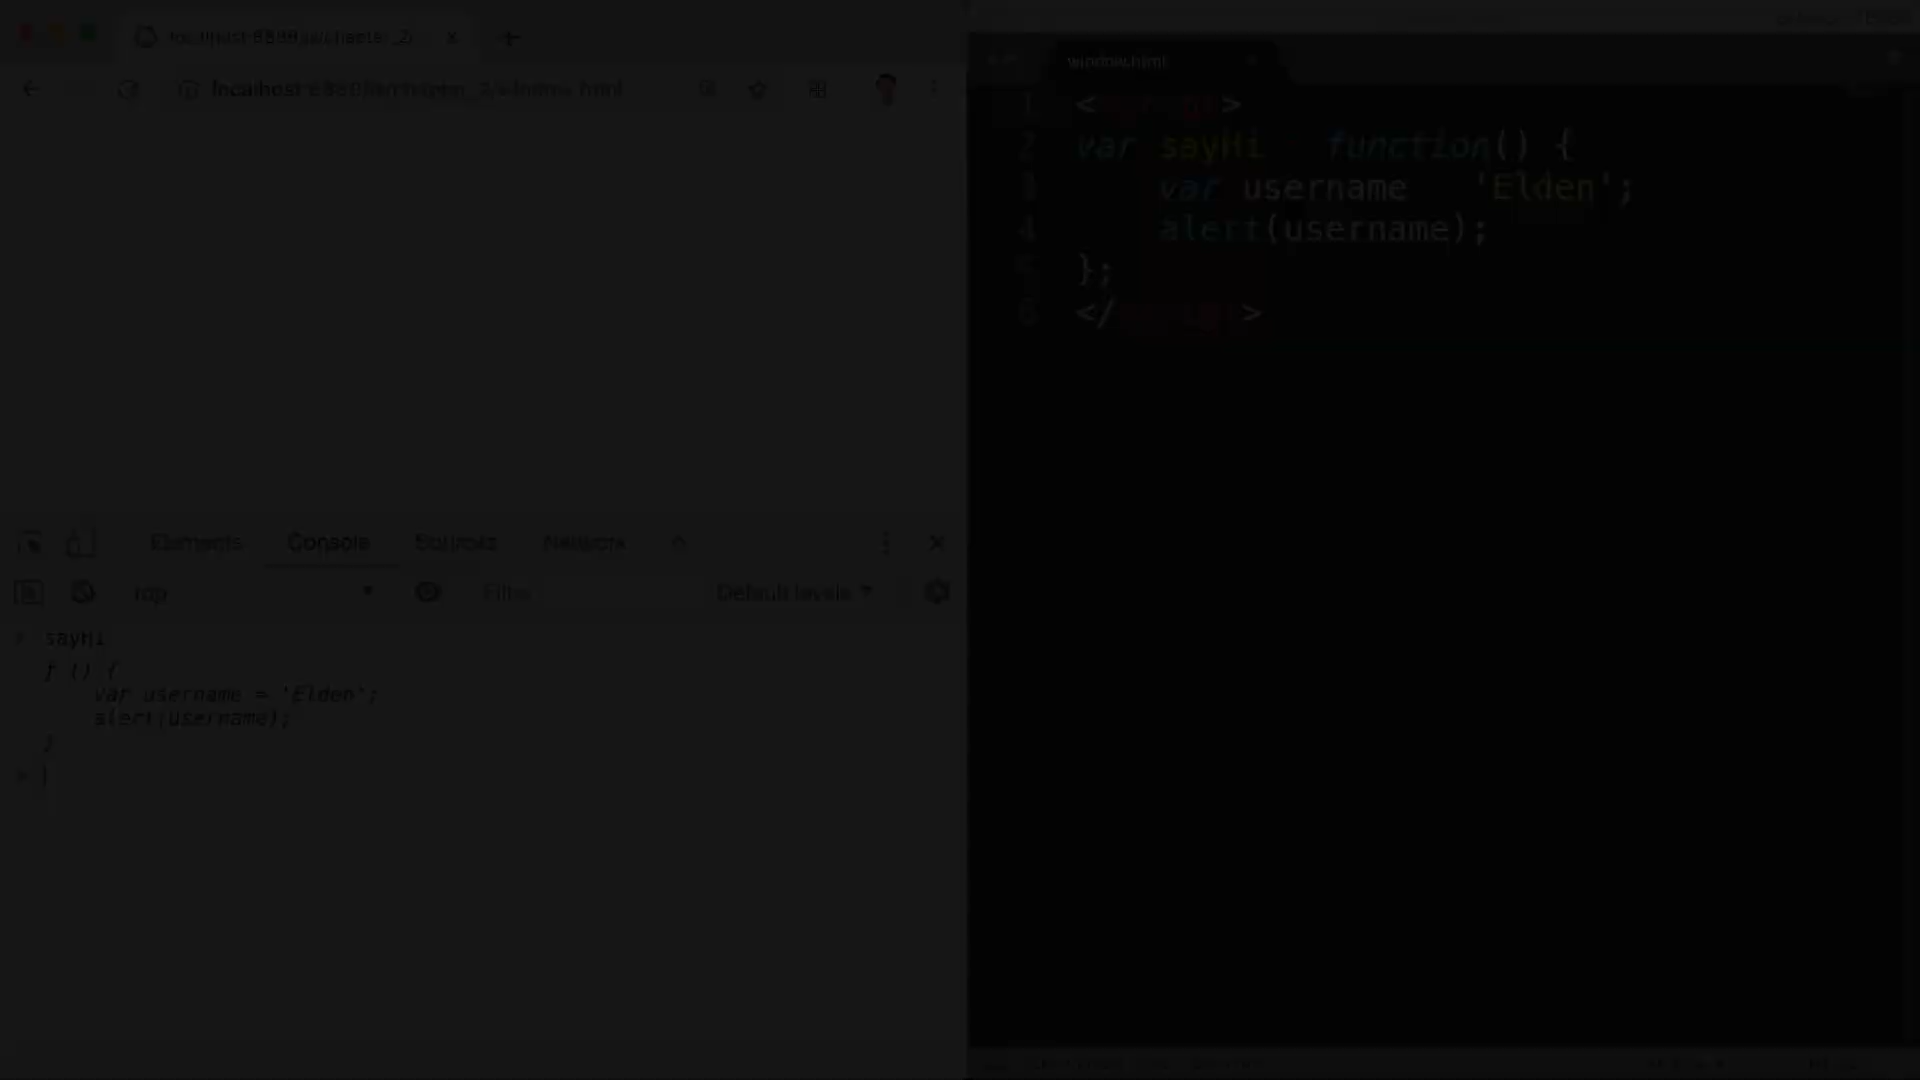 localhost:8888/js/chapter_2/
localhost:8888/js/chapter_2/window.html
Elements Console Sources Network
top Filter Default levels
sayHi
ƒ () {
var username = 'Elden';
alert(username);
}
window.html
1 <script>
2 var sayHi = function() {
3 var username = 'Elden';
4 alert(username);
5 };
6 </script>